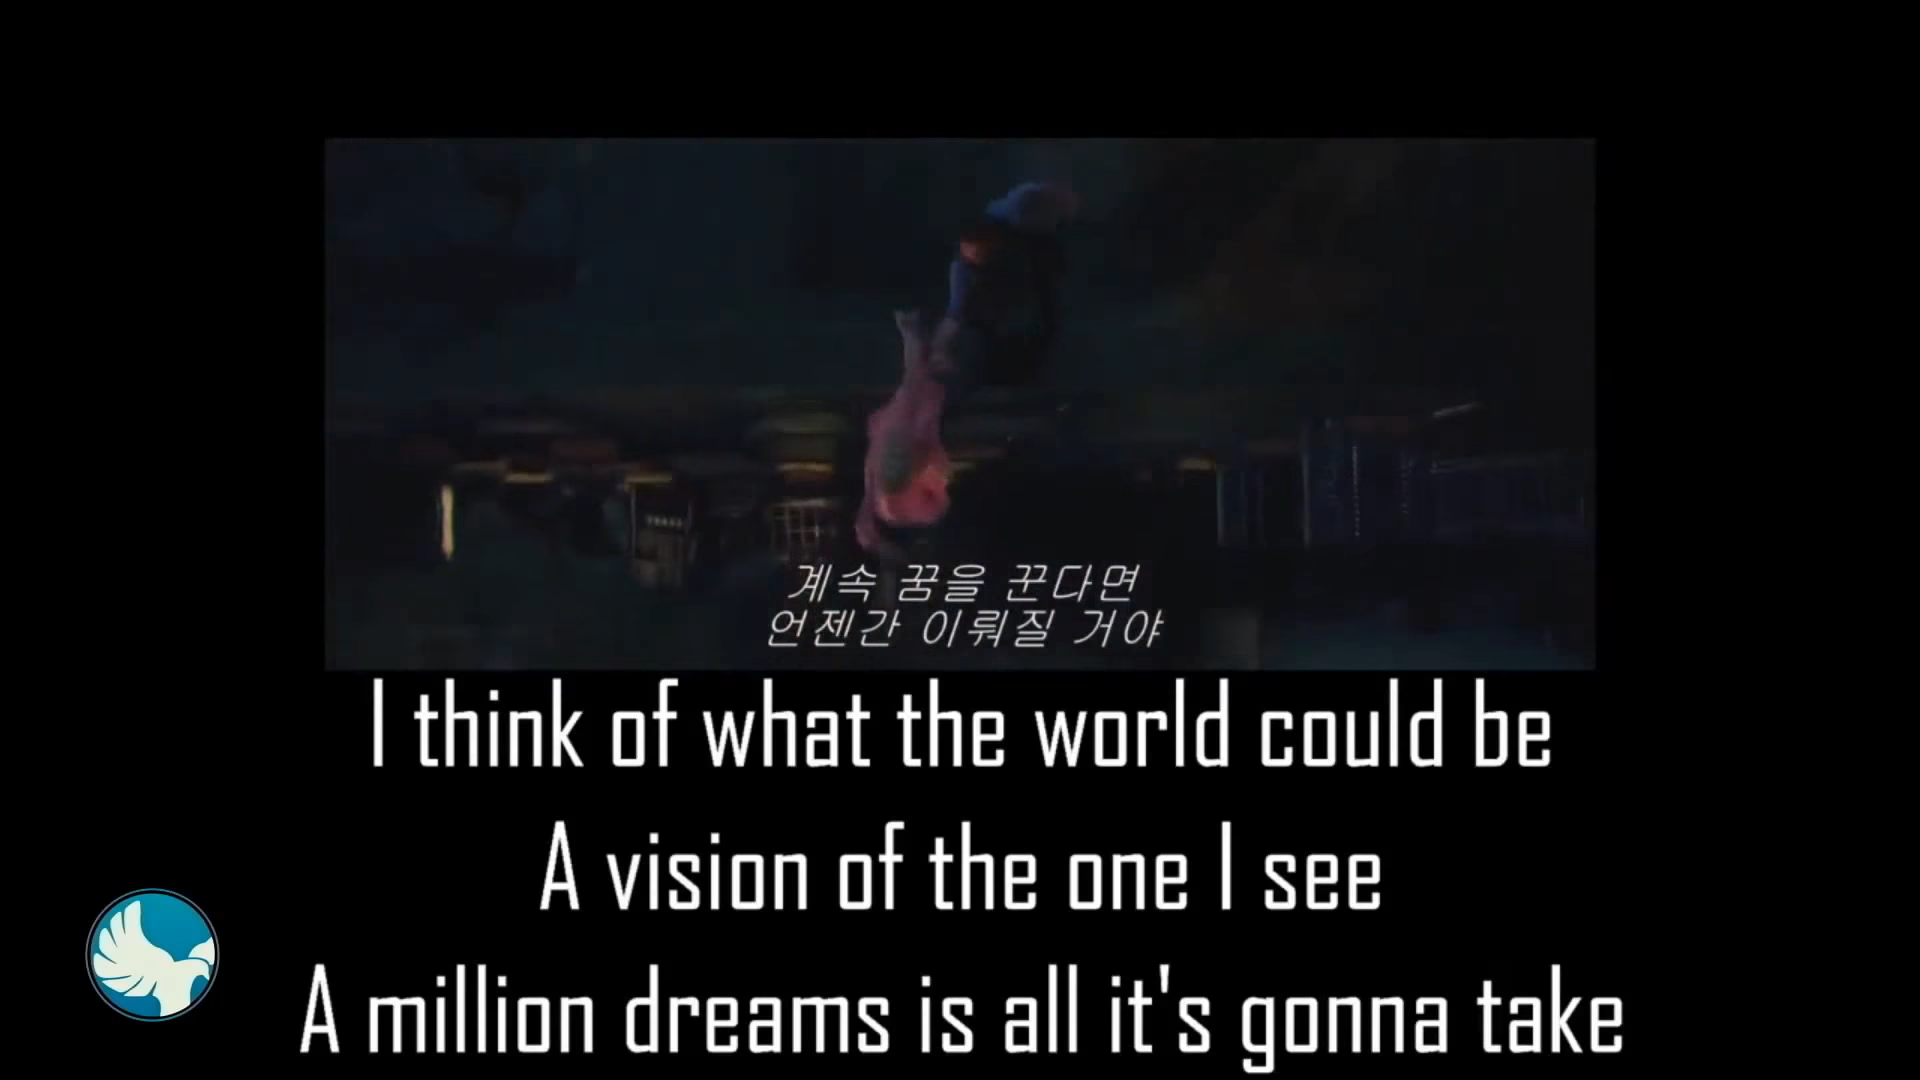 계속 꿈을 꾼다면
언젠간 이뤄질 거야
I think of what the world could be
A vision of the one I see
A million dreams is all it's gonna take